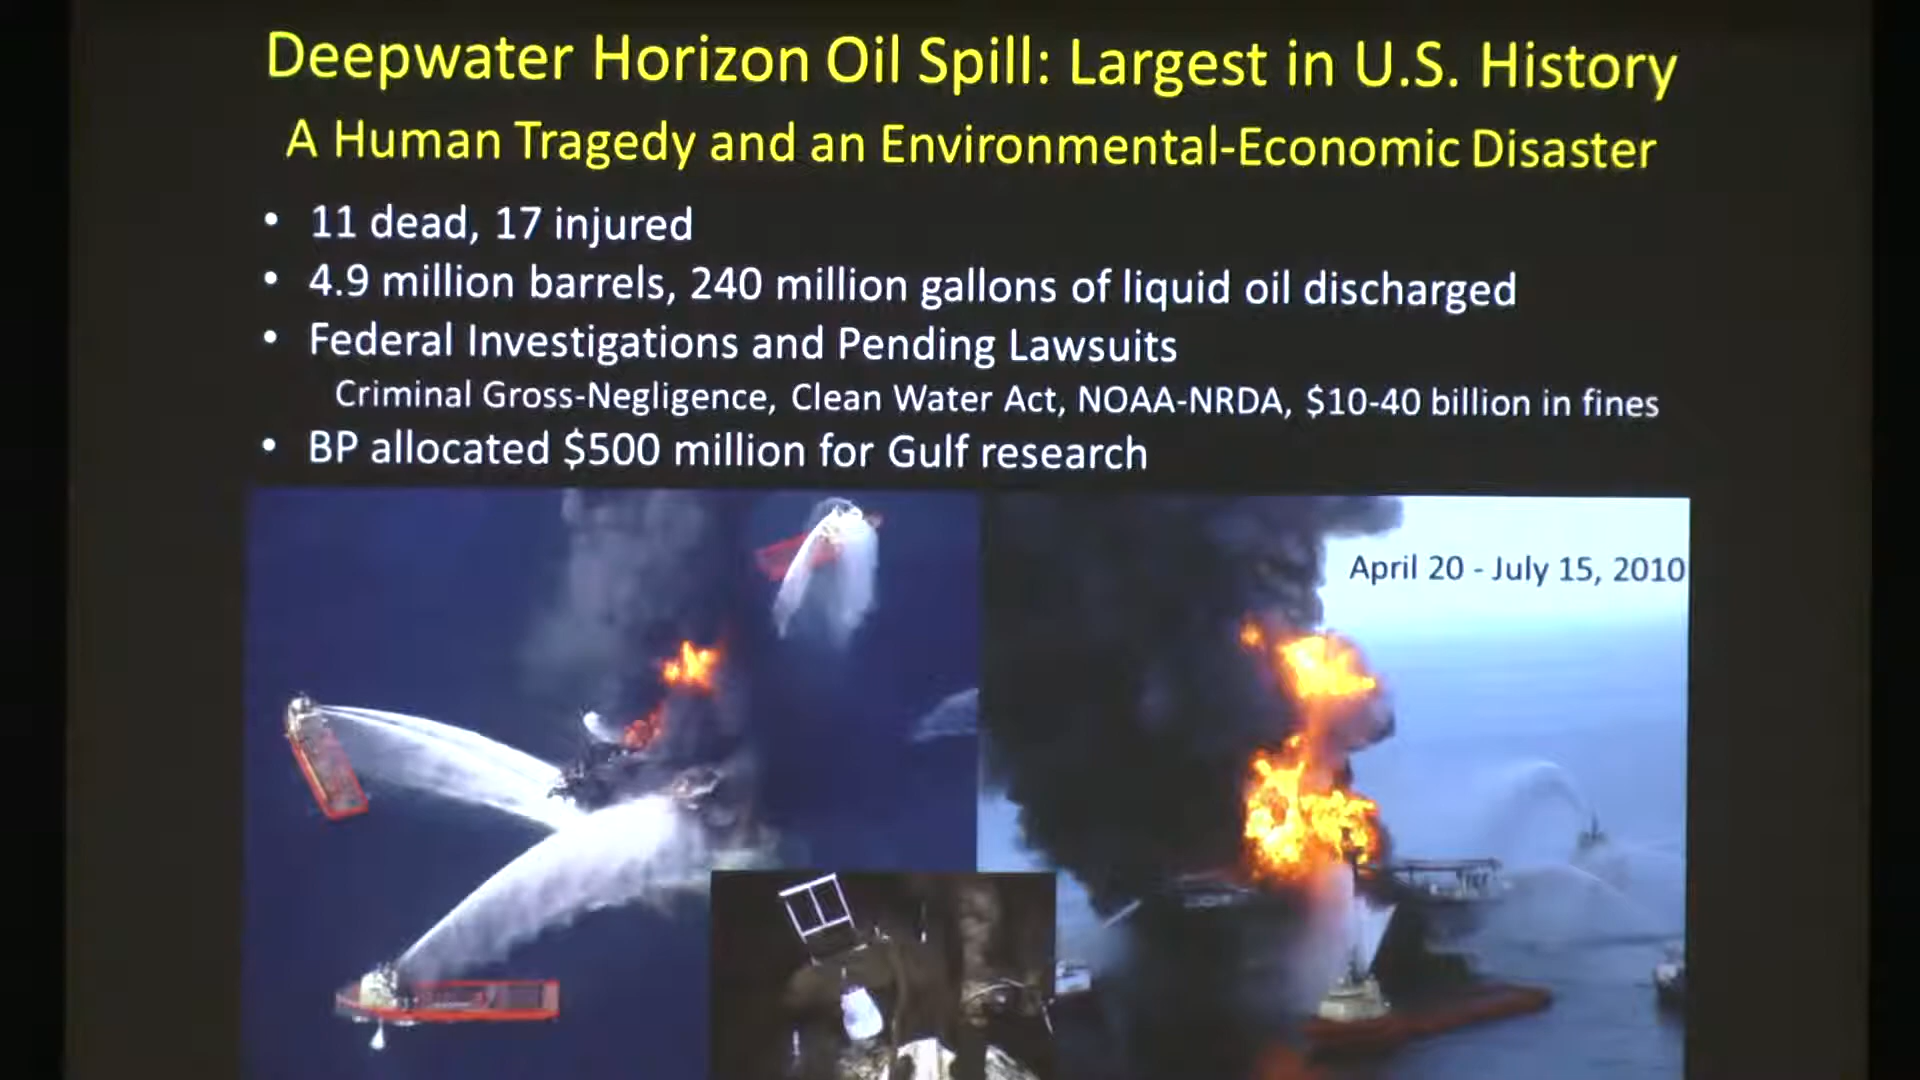 Deepwater Horizon Oil Spill: Largest in U.S. History
A Human Tragedy and an Environmental-Economic Disaster
• 11 dead, 17 injured
• 4.9 million barrels, 240 million gallons of liquid oil discharged
• Federal Investigations and Pending Lawsuits
Criminal Gross-Negligence, Clean Water Act, NOAA-NRDA, $10-40 billion in fines
• BP allocated $500 million for Gulf research
April 20 - July 15, 2010